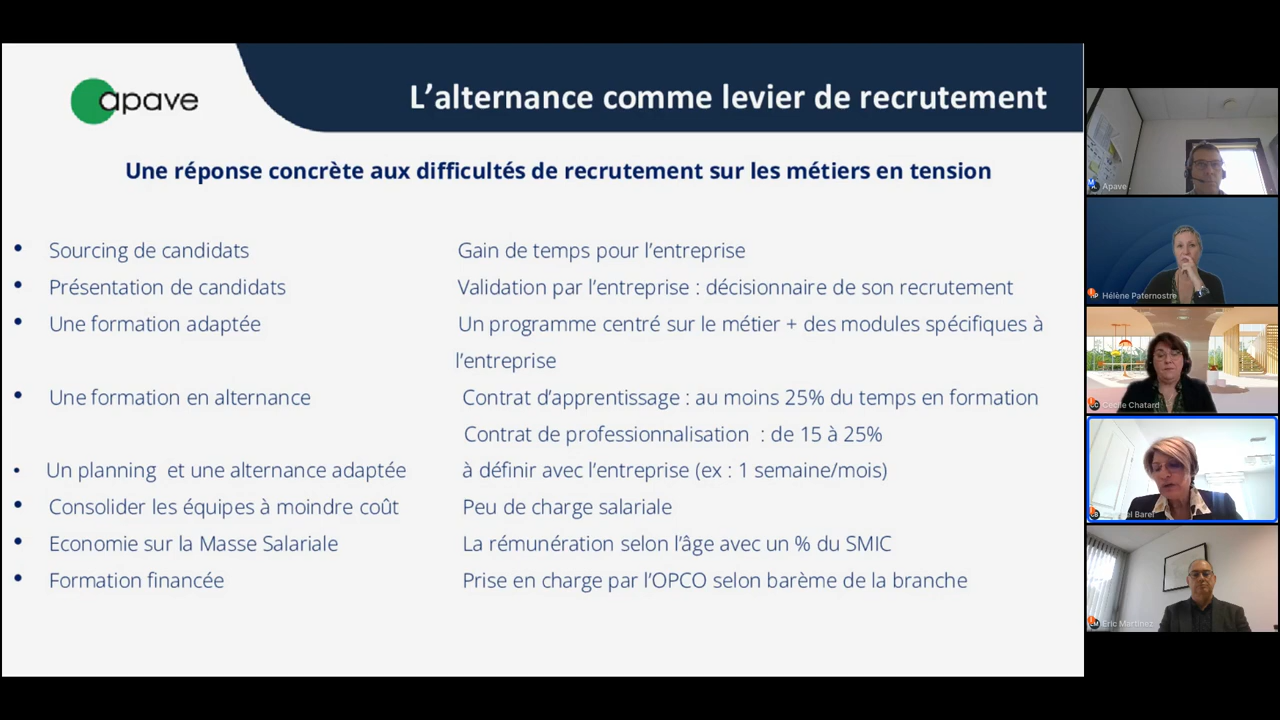 apave
L'alternance comme levier de recrutement
Une réponse concrète aux difficultés de recrutement sur les métiers en tension
• Sourcing de candidats Gain de temps pour l'entreprise
• Présentation de candidats Validation par l'entreprise : décisionnaire de son recrutement
• Une formation adaptée Un programme centré sur le métier + des modules spécifiques à
l'entreprise
• Une formation en alternance Contrat d'apprentissage : au moins 25% du temps en formation
Contrat de professionnalisation : de 15 à 25%
• Un planning et une alternance adaptée à définir avec l'entreprise (ex : 1 semaine/mois)
• Consolider les équipes à moindre coût Peu de charge salariale
• Economie sur la Masse Salariale La rémunération selon l'âge avec un % du SMIC
• Formation financée Prise en charge par l'OPCO selon barème de la branche
Apave
HP Hélène Paternostre
CC Cécile Chatard
Barel
EM Eric Martinez